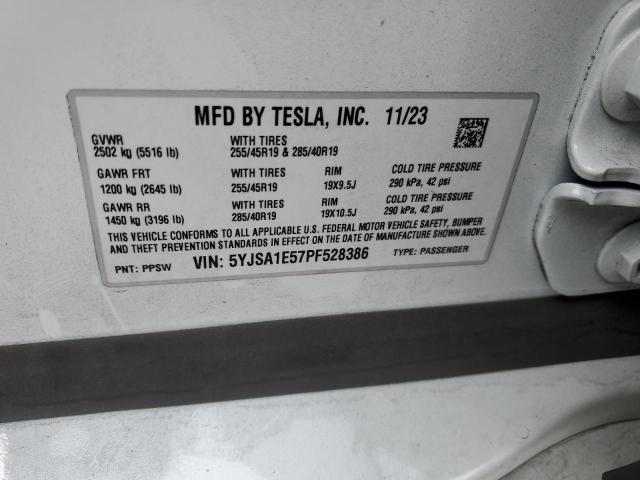 MFD BY TESLA, INC. 11/23
GVWR WITH TIRES
2502 kg (5516 lb) 255/45R19 & 285/40R19
GAWR FRT WITH TIRES RIM COLD TIRE PRESSURE
1200 kg (2645 lb) 255/45R19 19X9.5J 290 kPa, 42 psi
GAWR RR WITH TIRES RIM COLD TIRE PRESSURE
1450 kg (3196 lb) 285/40R19 19X10.5J 290 kPa, 42 psi
THIS VEHICLE CONFORMS TO ALL APPLICABLE U.S. FEDERAL MOTOR VEHICLE SAFETY, BUMPER
AND THEFT PREVENTION STANDARDS IN EFFECT ON THE DATE OF MANUFACTURE SHOWN ABOVE.
PNT: PPSW VIN: 5YJSA1E57PF528386 TYPE: PASSENGER